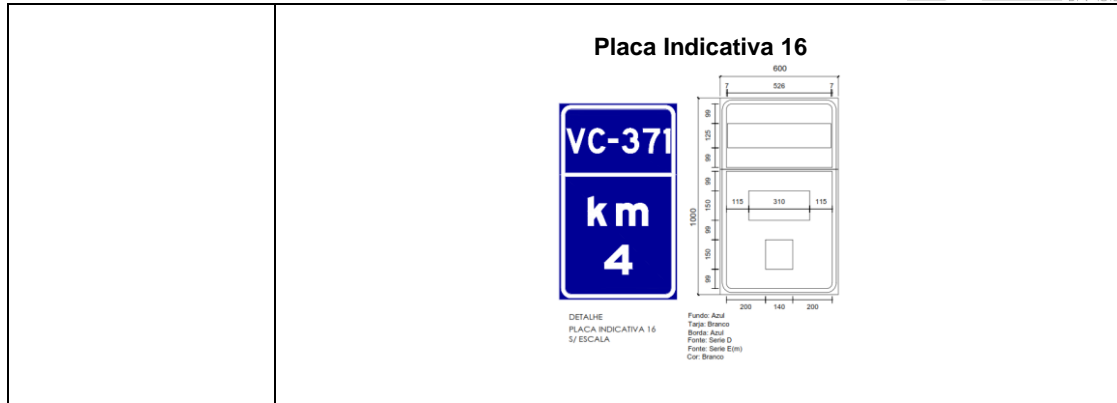 Placa Indicativa 16
600
7 526 7
VC-371
km
4
99
125
99
99
150
99
150
99
1000
115 310 115
200 140 200
DETALHE
PLACA INDICATIVA 16
S/ ESCALA
Fundo: Azul
Tarja: Branco
Borda: Azul
Fonte: Serie D
Fonte: Serie E(m)
Cor: Branco